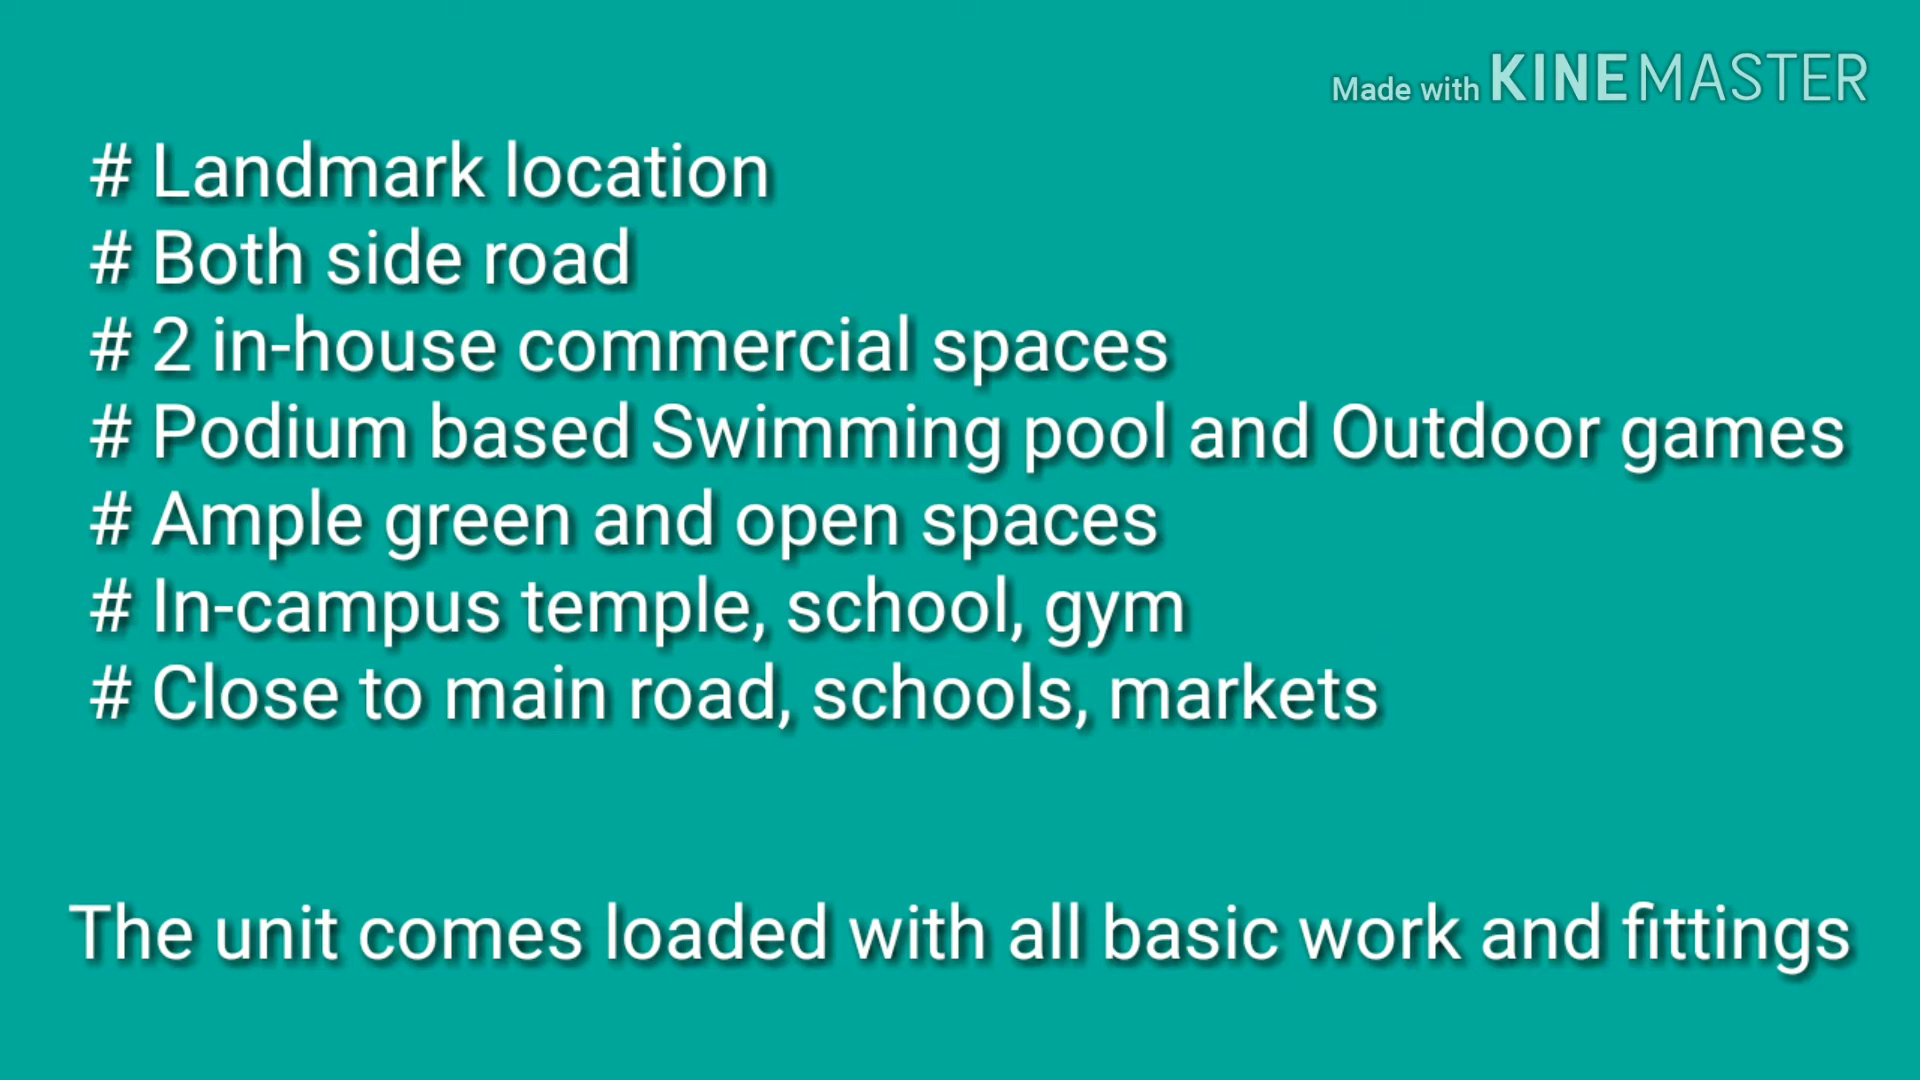 Made with KINEMASTER
# Landmark location
# Both side road
# 2 in-house commercial spaces
# Podium based Swimming pool and Outdoor games
# Ample green and open spaces
# In-campus temple, school, gym
# Close to main road, schools, markets
The unit comes loaded with all basic work and fittings